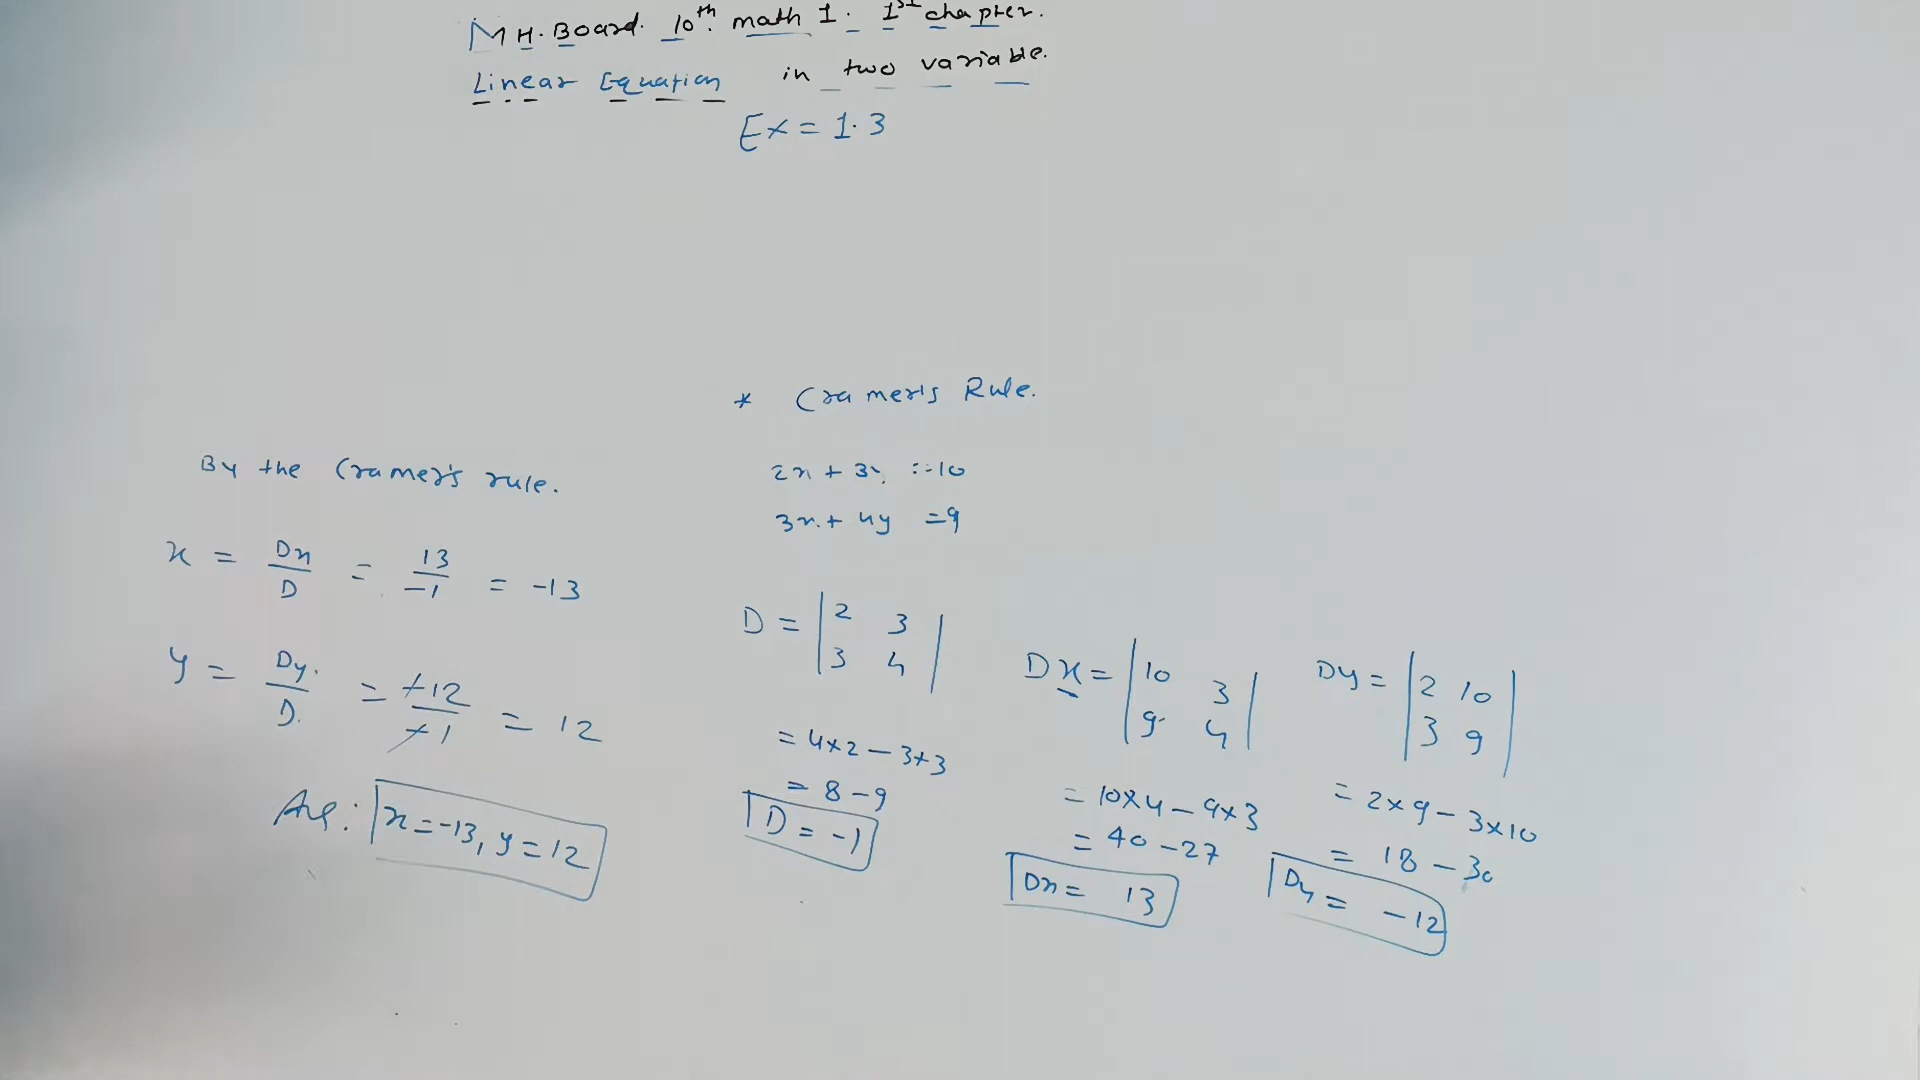 MH. Board. 10th. math 1. 1st chapter.
Linear Equation in two variable.
Ex = 1.3
* Cramer's Rule.
2x + 3y = 10
3x + 4y = 9
D = |2 3|
|3 4|
= 4×2 - 3×3
= 8 - 9
D = -1
Dx = |10 3|
|9 4|
= 10×4 - 9×3
= 40 - 27
Dx = 13
Dy = |2 10|
|3 9|
= 2×9 - 3×10
= 18 - 30
Dy = -12
By the Cramer's rule.
x = Dx/D = 13/-1 = -13
y = Dy/D = -12/-1 = 12
Ans: x = -13, y = 12